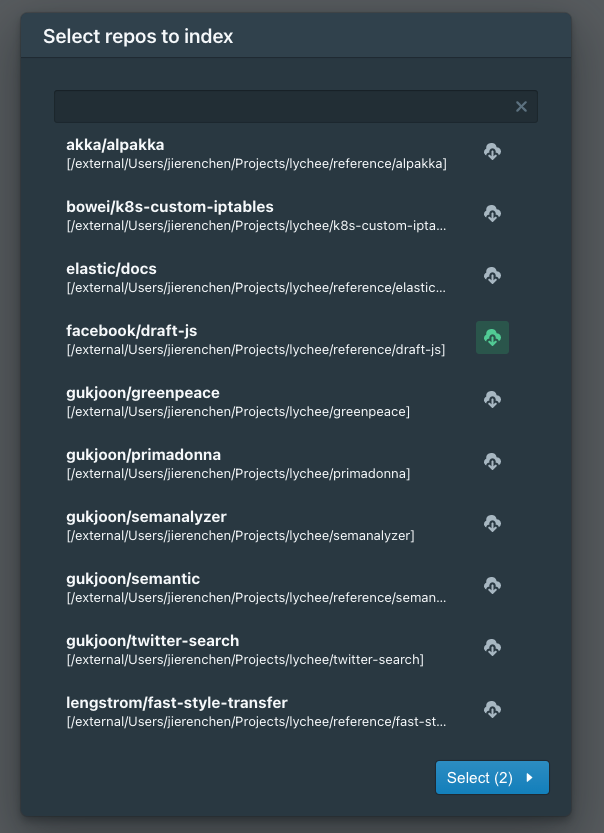 Select repos to index
akka/alpakka
[/external/Users/jierenchen/Projects/lychee/reference/alpakka]
bowei/k8s-custom-iptables
[/external/Users/jierenchen/Projects/lychee/k8s-custom-ipta...
elastic/docs
[/external/Users/jierenchen/Projects/lychee/reference/elastic...
facebook/draft-js
[/external/Users/jierenchen/Projects/lychee/reference/draft-js]
gukjoon/greenpeace
[/external/Users/jierenchen/Projects/lychee/greenpeace]
gukjoon/primadonna
[/external/Users/jierenchen/Projects/lychee/primadonna]
gukjoon/semanalyzer
[/external/Users/jierenchen/Projects/lychee/semanalyzer]
gukjoon/semantic
[/external/Users/jierenchen/Projects/lychee/reference/seman...
gukjoon/twitter-search
[/external/Users/jierenchen/Projects/lychee/twitter-search]
lengstrom/fast-style-transfer
[/external/Users/jierenchen/Projects/lychee/reference/fast-st...
Select (2)